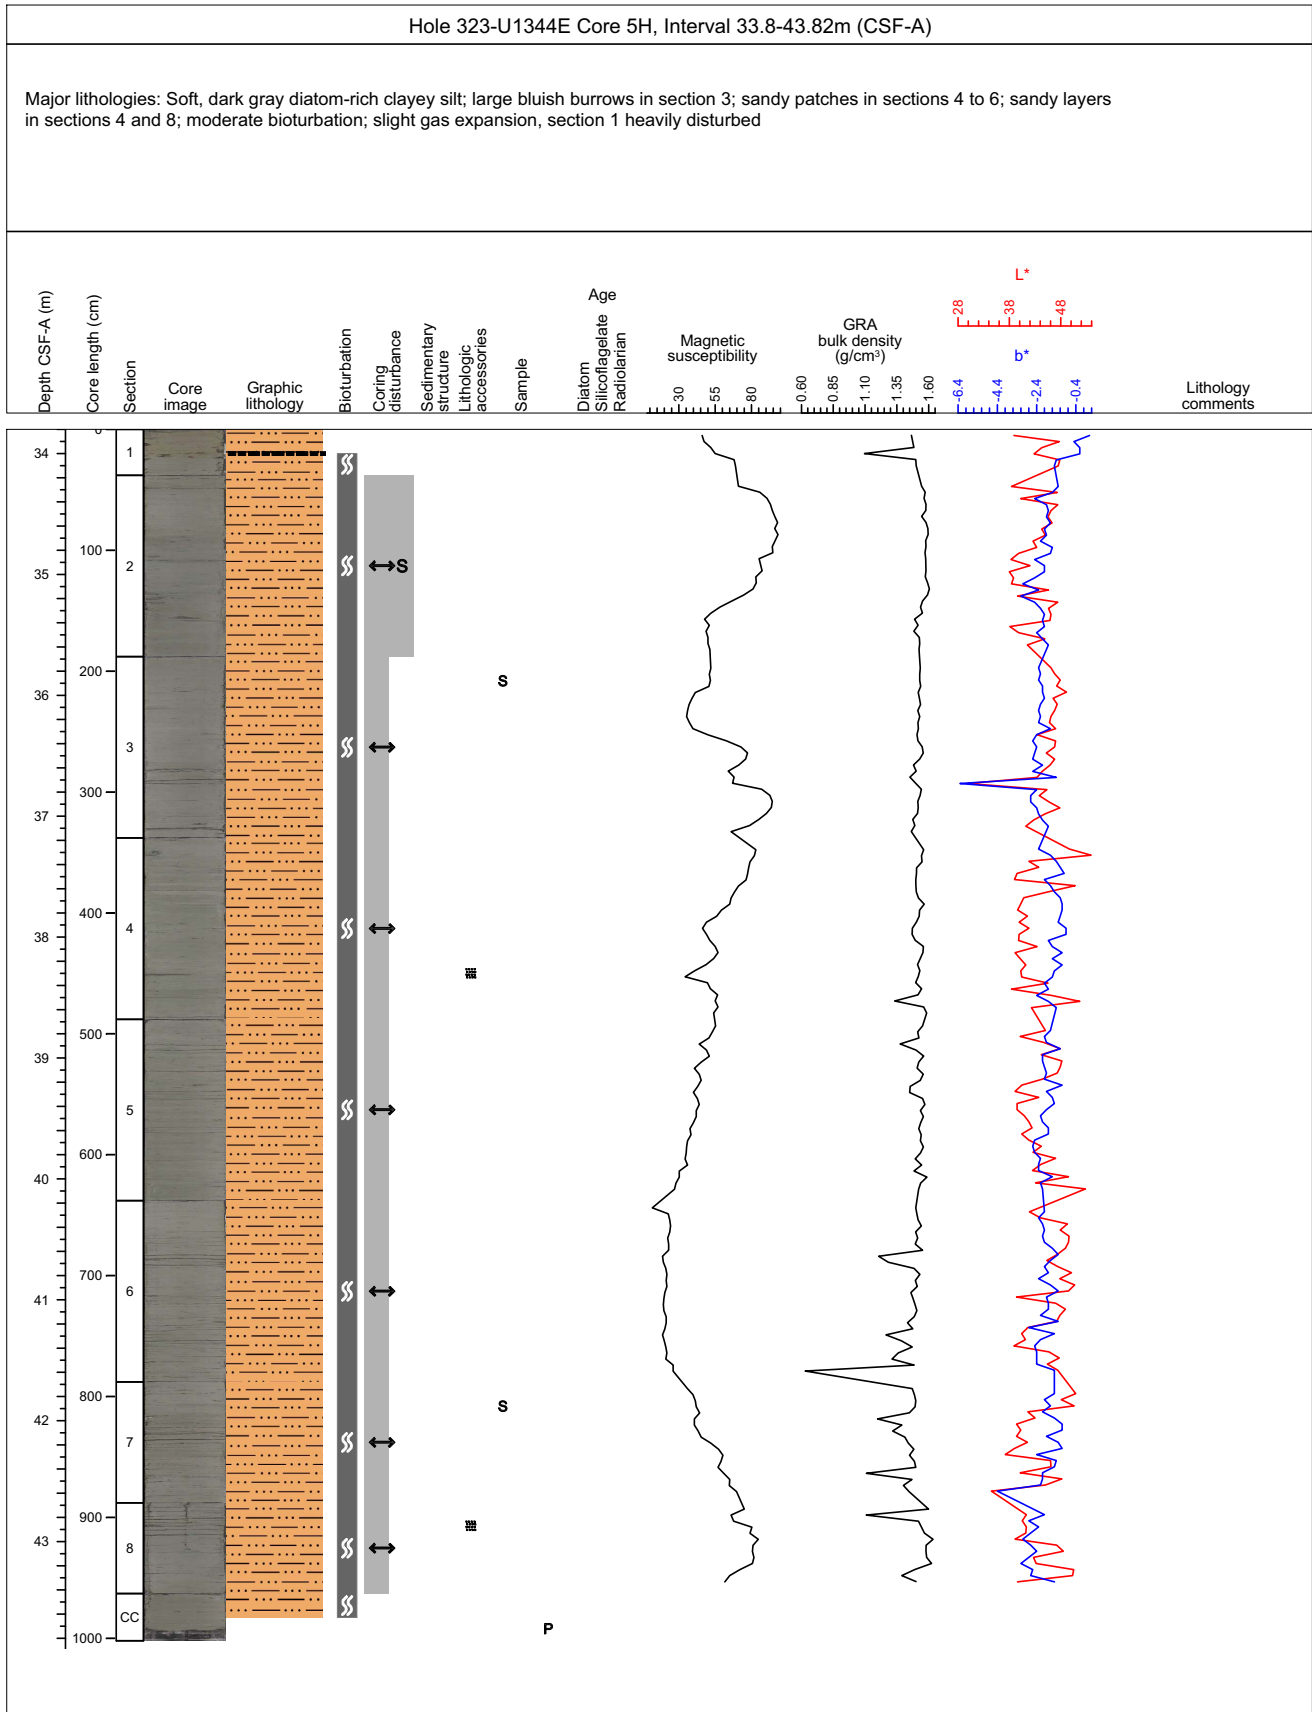 Hole 323-U1344E Core 5H, Interval 33.8-43.82m (CSF-A)
Major lithologies: Soft, dark gray diatom-rich clayey silt; large bluish burrows in section 3; sandy patches in sections 4 to 6; sandy layers
in sections 4 and 8; moderate bioturbation; slight gas expansion, section 1 heavily disturbed
Depth CSF-A (m)
Core length (cm)
Section
Core
image
Graphic
lithology
Bioturbation
Coring
disturbance
Sedimentary
structure
Lithologic
accessories
Sample
Age
Diatom
Silicoflagelate
Radiolarian
Magnetic
susceptibility
30 55 80
GRA
bulk density
(g/cm³)
0.60 0.85 1.10 1.35 1.60
L*
28 38 48
b*
-6.4 -4.4 -2.4 -0.4
Lithology
comments
34 1
100
35 2 S
200 S
36
3
300
37
400
38 4
500
39
5
600
40
700
41 6
800 S
42
7
900
43 8
CC
P
1000